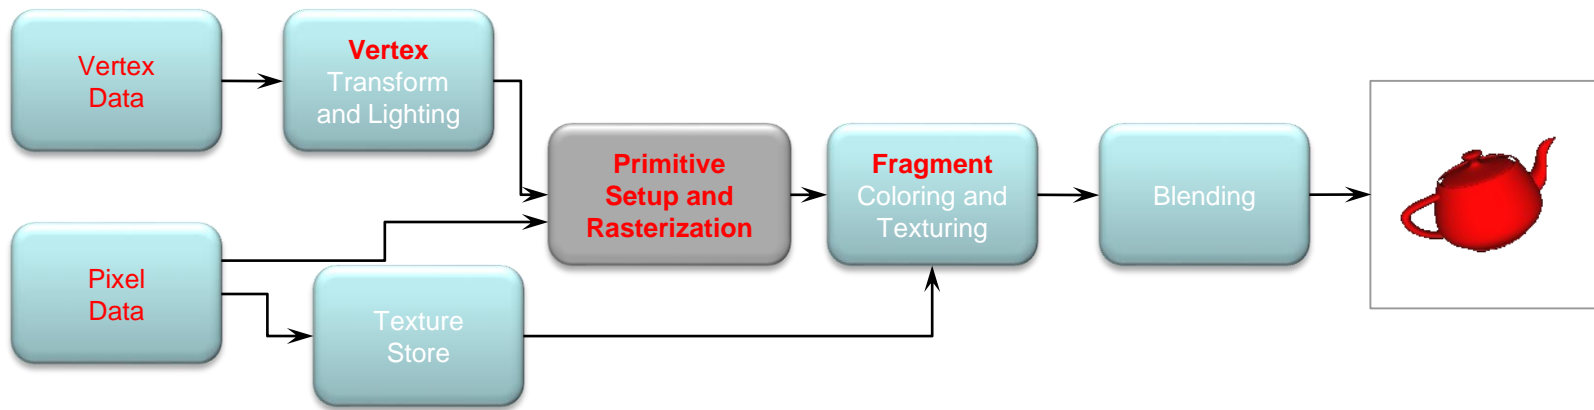 Vertex
Data
Vertex
Transform
and Lighting
Primitive
Setup and
Rasterization
Fragment
Coloring and
Texturing
Blending
Pixel
Data
Texture
Store